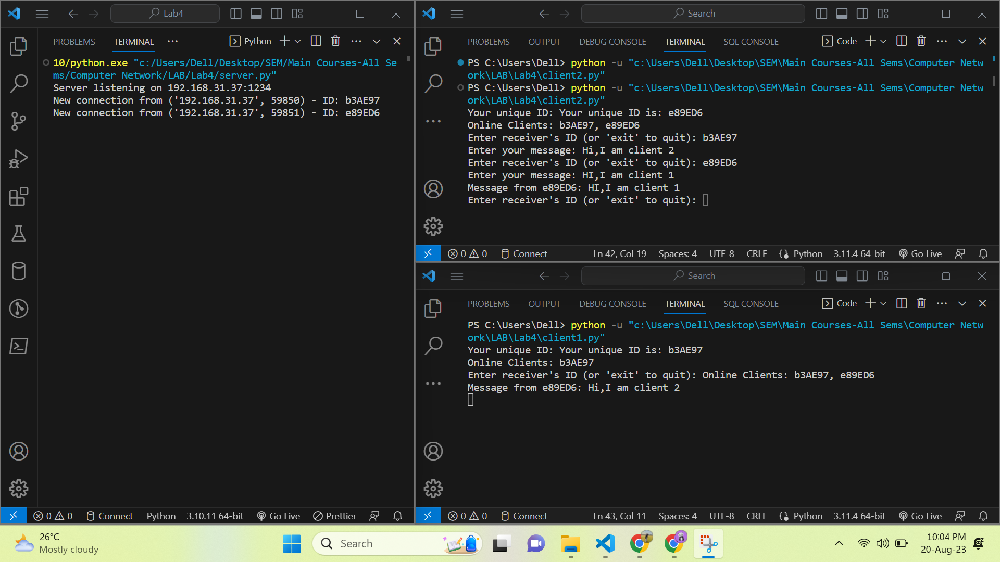 Lab4
PROBLEMS TERMINAL Python
10/python.exe "c:/Users/Dell/Desktop/SEM/Main Courses-All Se
ms/Computer Network/LAB/Lab4/server.py"
Server listening on 192.168.31.37:1234
New connection from ('192.168.31.37', 59850) - ID: b3AE97
New connection from ('192.168.31.37', 59851) - ID: e89ED6
0 0 Connect Python 3.10.11 64-bit Go Live Prettier
Search
PROBLEMS OUTPUT DEBUG CONSOLE TERMINAL SQL CONSOLE Code
PS C:\Users\Dell> python -u "c:\Users\Dell\Desktop\SEM\Main Courses-All Sems\Computer Netw
ork\LAB\Lab4\client2.py"
PS C:\Users\Dell> python -u "c:\Users\Dell\Desktop\SEM\Main Courses-All Sems\Computer Netw
ork\LAB\Lab4\client2.py"
Your unique ID: Your unique ID is: e89ED6
Online Clients: b3AE97, e89ED6
Enter receiver's ID (or 'exit' to quit): b3AE97
Enter your message: Hi,I am client 2
Enter receiver's ID (or 'exit' to quit): e89ED6
Enter your message: HI,I am client 1
Message from e89ED6: HI,I am client 1
Enter receiver's ID (or 'exit' to quit):
0 0 Connect Ln 42, Col 19 Spaces: 4 UTF-8 CRLF Python 3.11.4 64-bit Go Live
Search
PROBLEMS OUTPUT DEBUG CONSOLE TERMINAL SQL CONSOLE Code
PS C:\Users\Dell> python -u "c:\Users\Dell\Desktop\SEM\Main Courses-All Sems\Computer Netw
ork\LAB\Lab4\client1.py"
Your unique ID: Your unique ID is: b3AE97
Online Clients: b3AE97
Enter receiver's ID (or 'exit' to quit): Online Clients: b3AE97, e89ED6
Message from e89ED6: Hi,I am client 2
0 0 Connect Ln 43, Col 11 Spaces: 4 UTF-8 CRLF Python 3.11.4 64-bit Go Live
26°C
Mostly cloudy
Search
10:04 PM
20-Aug-23